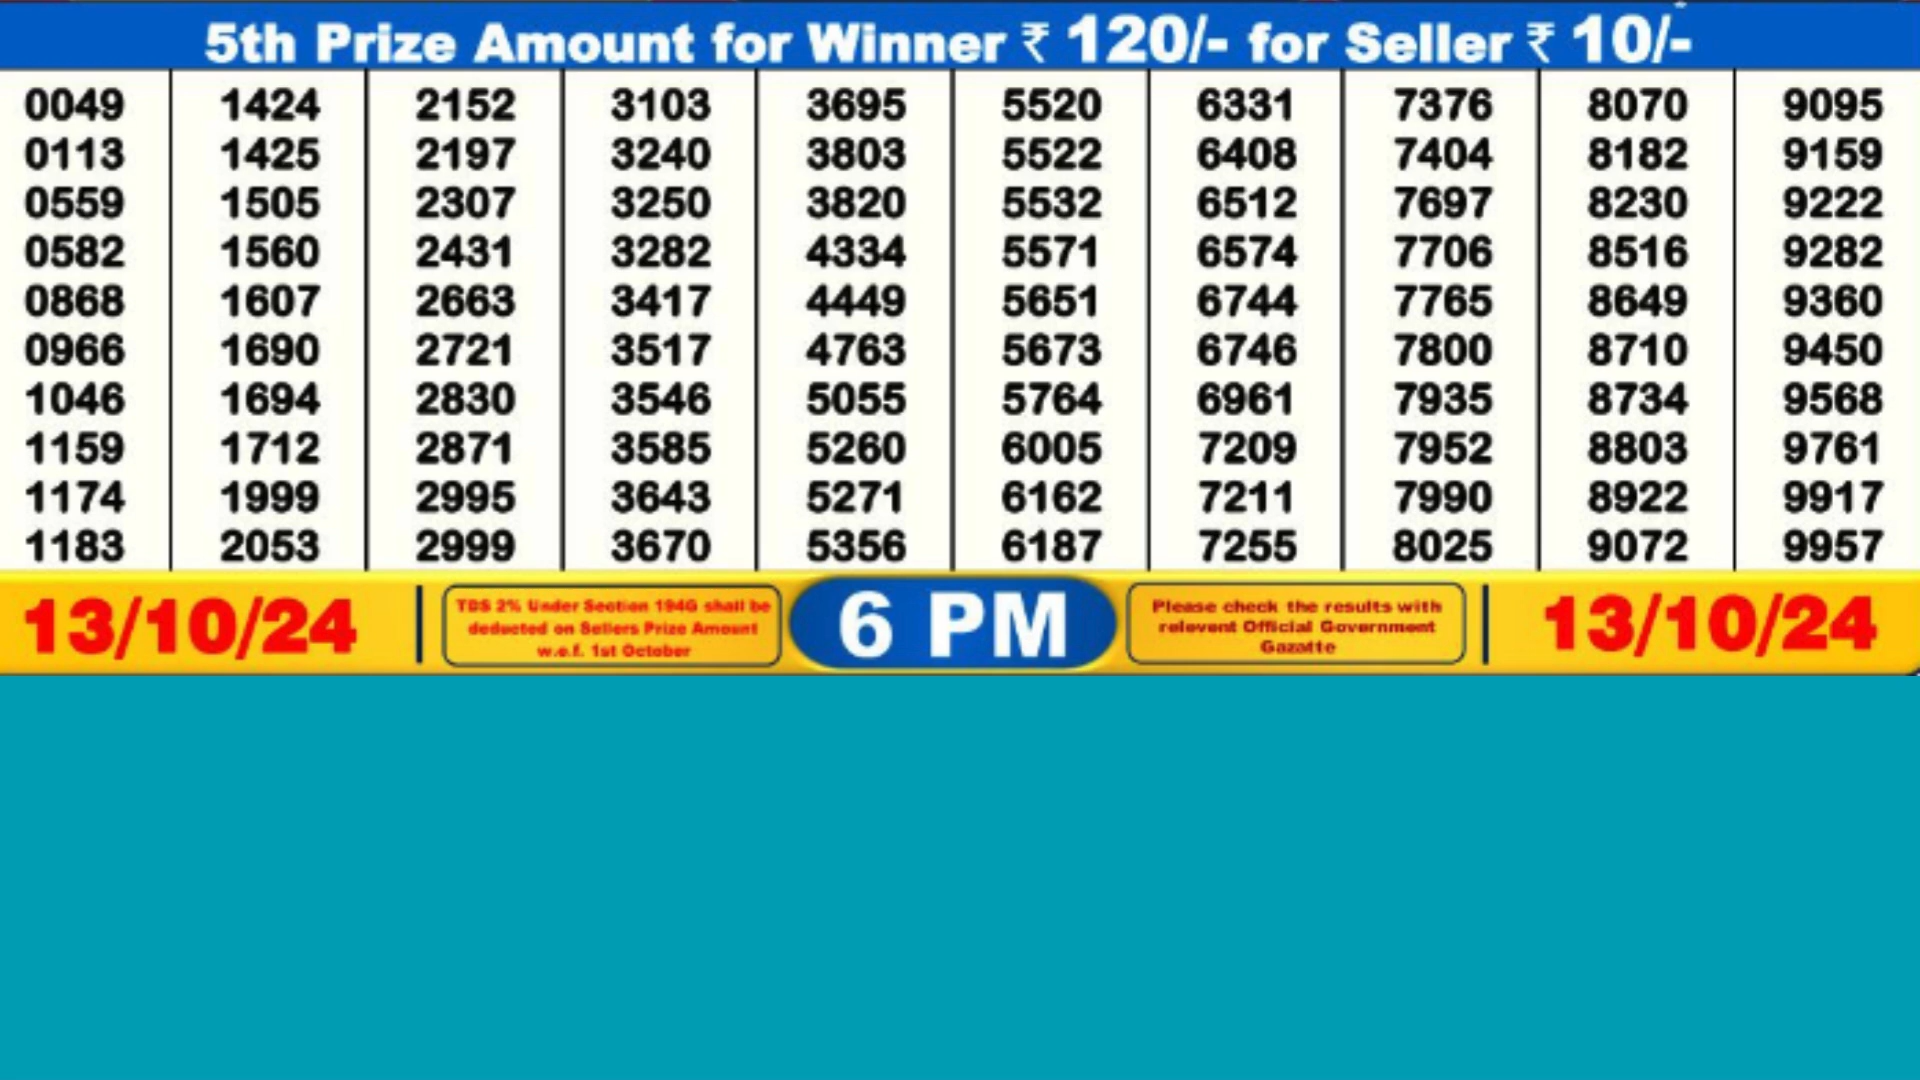 5th Prize Amount for Winner ₹ 120/- for Seller ₹ 10/-
0049 1424 2152 3103 3695 5520 6331 7376 8070 9095
0113 1425 2197 3240 3803 5522 6408 7404 8182 9159
0559 1505 2307 3250 3820 5532 6512 7697 8230 9222
0582 1560 2431 3282 4334 5571 6574 7706 8516 9282
0868 1607 2663 3417 4449 5651 6744 7765 8649 9360
0966 1690 2721 3517 4763 5673 6746 7800 8710 9450
1046 1694 2830 3546 5055 5764 6961 7935 8734 9568
1159 1712 2871 3585 5260 6005 7209 7952 8803 9761
1174 1999 2995 3643 5271 6162 7211 7990 8922 9917
1183 2053 2999 3670 5356 6187 7255 8025 9072 9957
13/10/24
TDS 2% Under Section 194G shall be
deducted on Sellers Prize Amount
w.e.f. 1st October
6 PM
Please check the results with
relevent Official Government
Gazatte
13/10/24